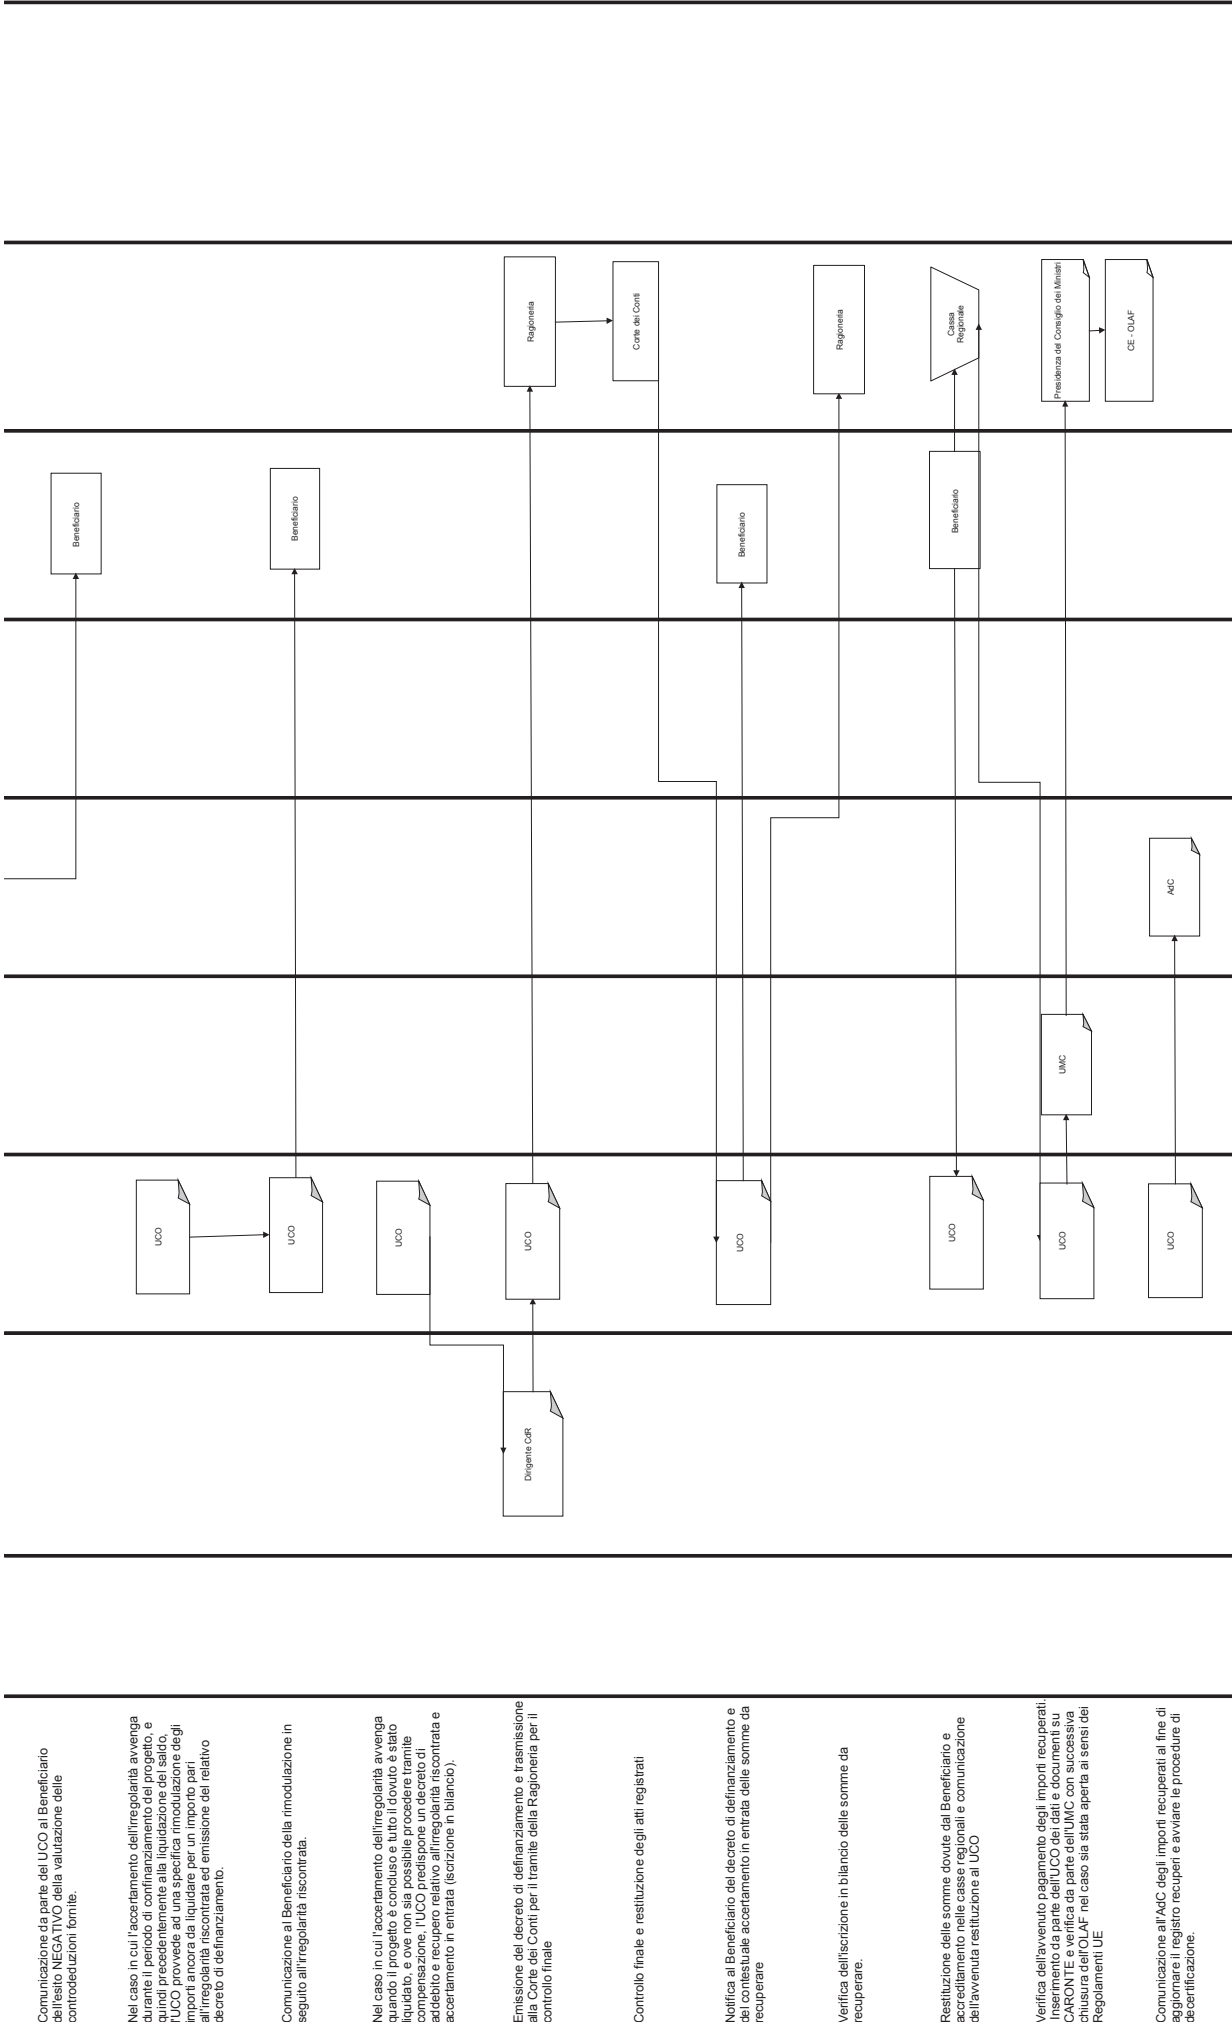 Comunicazione da parte del UCO al Beneficiario
dell'esito NEGATIVO della valutazione delle
controdeduzioni fornite.
Beneficiario
Nel caso in cui l'accertamento dell'irregolarità avvenga
durante il periodo di confinanziamento del progetto, e
quindi precedentemente alla liquidazione del saldo,
l'UCO provvede ad una specifica rimodulazione degli
importi ancora da liquidare per un importo pari
all'irregolarità riscontrata ed emissione del relativo
decreto di definanziamento.
UCO
Comunicazione al Beneficiario della rimodulazione in
seguito all'irregolarità riscontrata.
UCO
Beneficiario
Nel caso in cui l'accertamento dell'irregolarità avvenga
quando il progetto è concluso e tutto il dovuto è stato
liquidato, e ove non sia possibile procedere tramite
compensazione, l'UCO predispone un decreto di
addebito e recupero relativo all'irregolarità riscontrata e
accertamento in entrata (iscrizione in bilancio).
UCO
Emissione del decreto di definanziamento e trasmissione
alla Corte dei Conti per il tramite della Ragioneria per il
controllo finale
Dirigente CdR
UCO
Ragioneria
Controllo finale e restituzione degli atti registrati
Corte dei Conti
Notifica al Beneficiario del decreto di definanziamento e
del contestuale accertamento in entrata delle somme da
recuperare
UCO
Beneficiario
Verifica dell'iscrizione in bilancio delle somme da
recuperare.
Ragioneria
Restituzione delle somme dovute dal Beneficiario e
accreditamento nelle casse regionali e comunicazione
dell'avvenuta restituzione al UCO
UCO
Beneficiario
Cassa
Regionale
Verifica dell'avvenuto pagamento degli importi recuperati.
Inserimento da parte dell'UCO dei dati e documenti su
CARONTE e verifica da parte dell'UMC con successiva
chiusura dell'OLAF nel caso sia stata aperta ai sensi dei
Regolamenti UE
UCO
UMC
Presidenza del Consiglio dei Ministri
CE - OLAF
Comunicazione all'AdC degli importi recuperati al fine di
aggiornare il registro recuperi e avviare le procedure di
decertificazione.
UCO
AdC